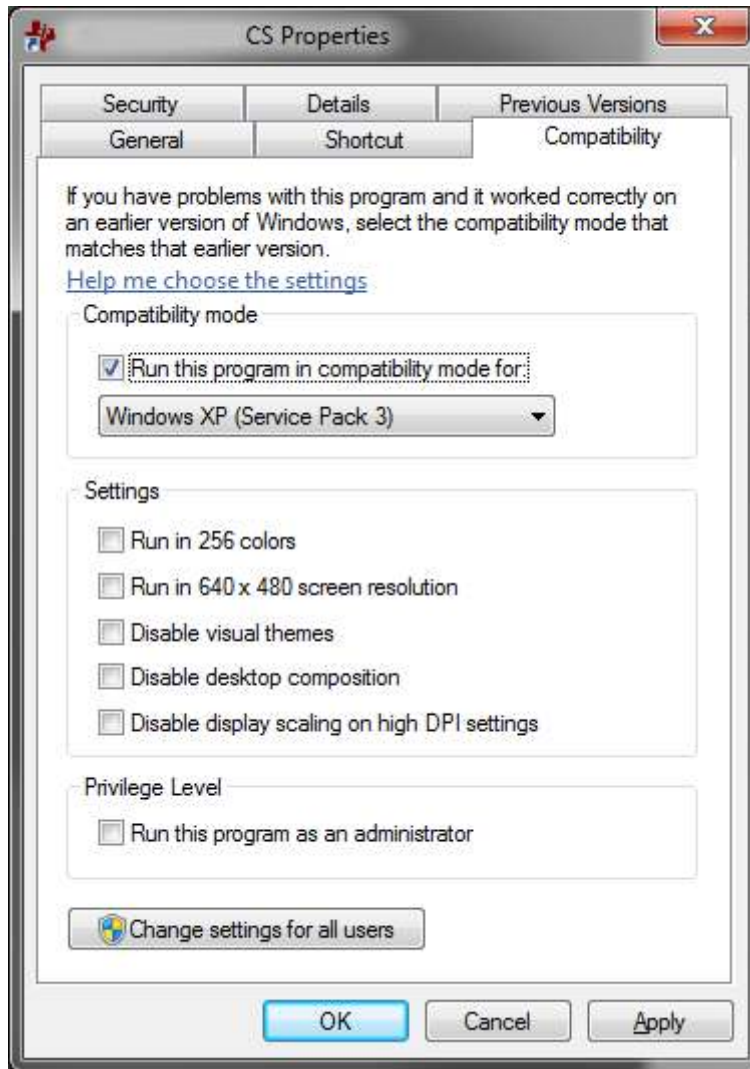 CS Properties
Security Details Previous Versions
General Shortcut Compatibility
If you have problems with this program and it worked correctly on
an earlier version of Windows, select the compatibility mode that
matches that earlier version.
Help me choose the settings
Compatibility mode
Run this program in compatibility mode for:
Windows XP (Service Pack 3)
Settings
Run in 256 colors
Run in 640 x 480 screen resolution
Disable visual themes
Disable desktop composition
Disable display scaling on high DPI settings
Privilege Level
Run this program as an administrator
Change settings for all users
OK Cancel Apply